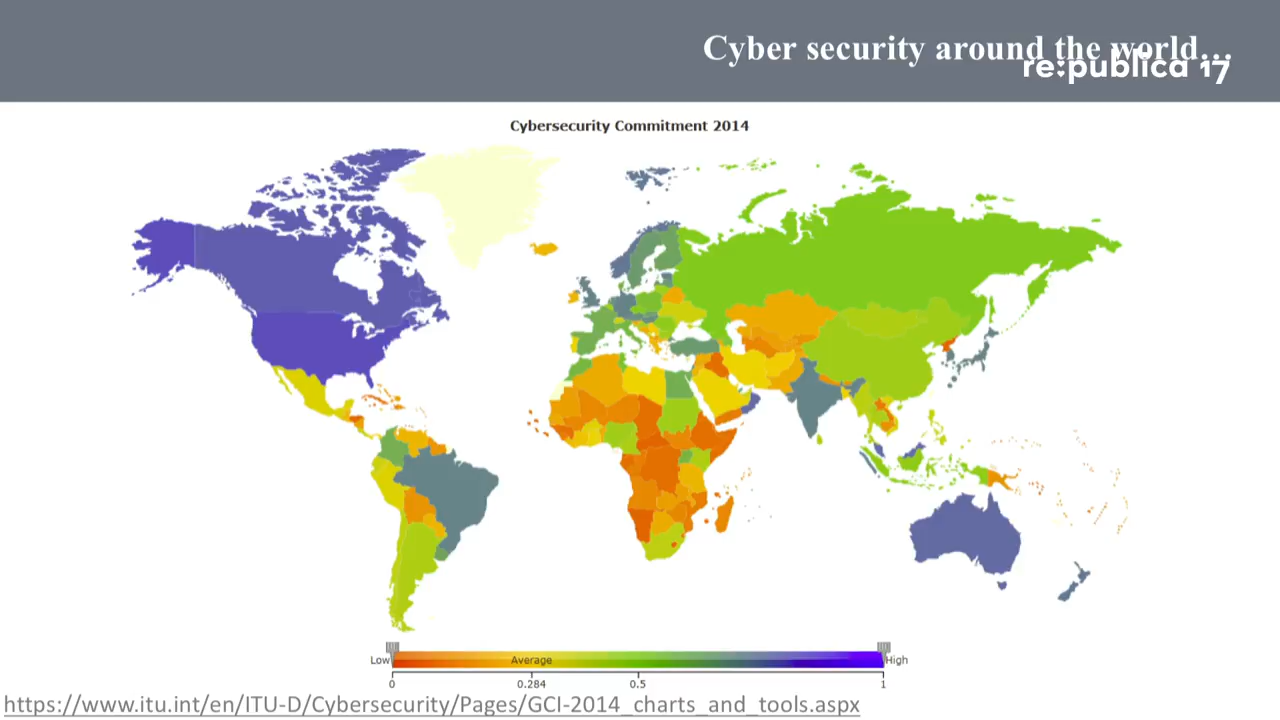 Cyber security around the world…
re:publica 17
Cybersecurity Commitment 2014
Low Average High
0 0.284 0.5 1
https://www.itu.int/en/ITU-D/Cybersecurity/Pages/GCI-2014_charts_and_tools.aspx